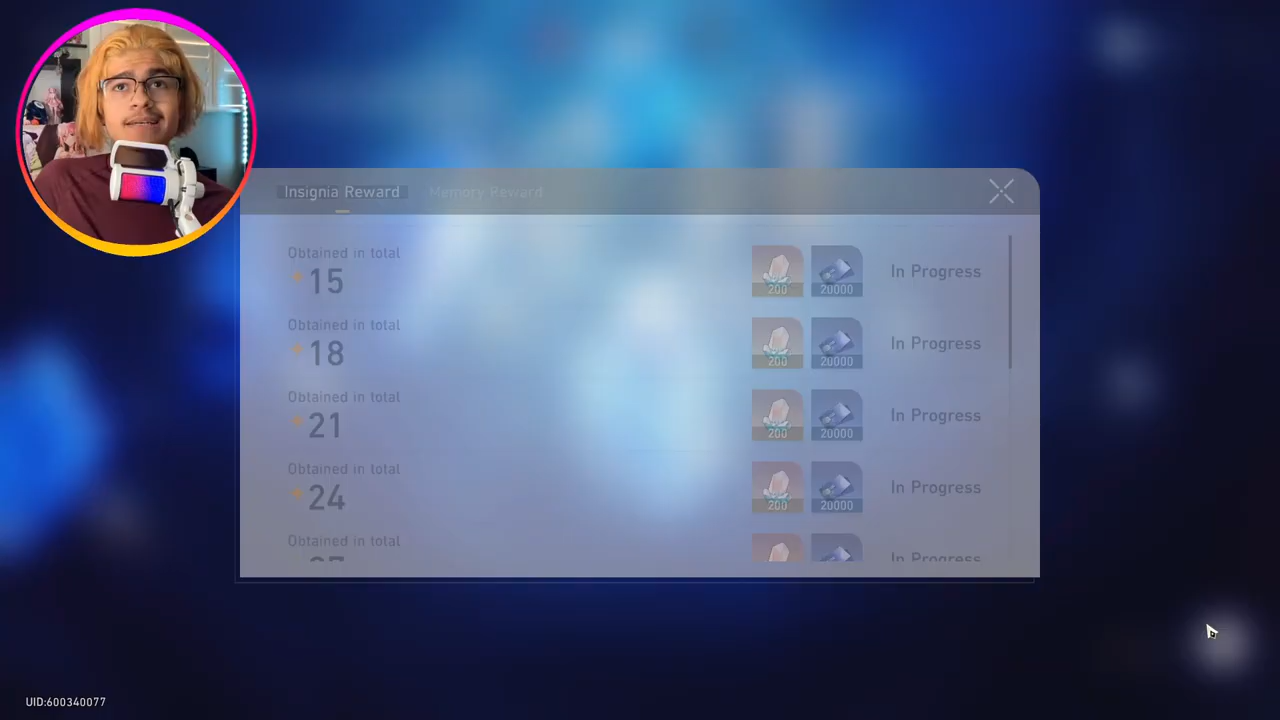 Insignia Reward Memory Reward
Obtained in total
15
200 20000 In Progress
Obtained in total
18
200 20000 In Progress
Obtained in total
21
200 20000 In Progress
Obtained in total
24
200 20000 In Progress
Obtained in total
In Progress
UID:600340077